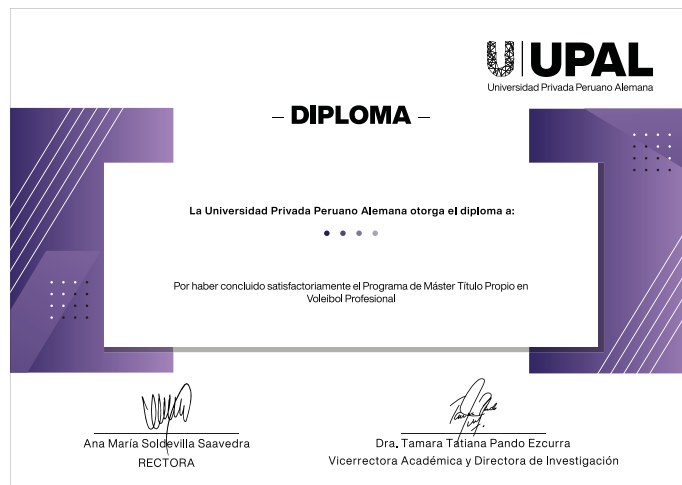 UPAL
Universidad Privada Peruano Alemana
– DIPLOMA –
La Universidad Privada Peruano Alemana otorga el diploma a:
Por haber concluido satisfactoriamente el Programa de Máster Título Propio en
Voleibol Profesional
Ana María Soldevilla Saavedra
RECTORA
Dra. Tamara Tatiana Pando Ezcurra
Vicerrectora Académica y Directora de Investigación